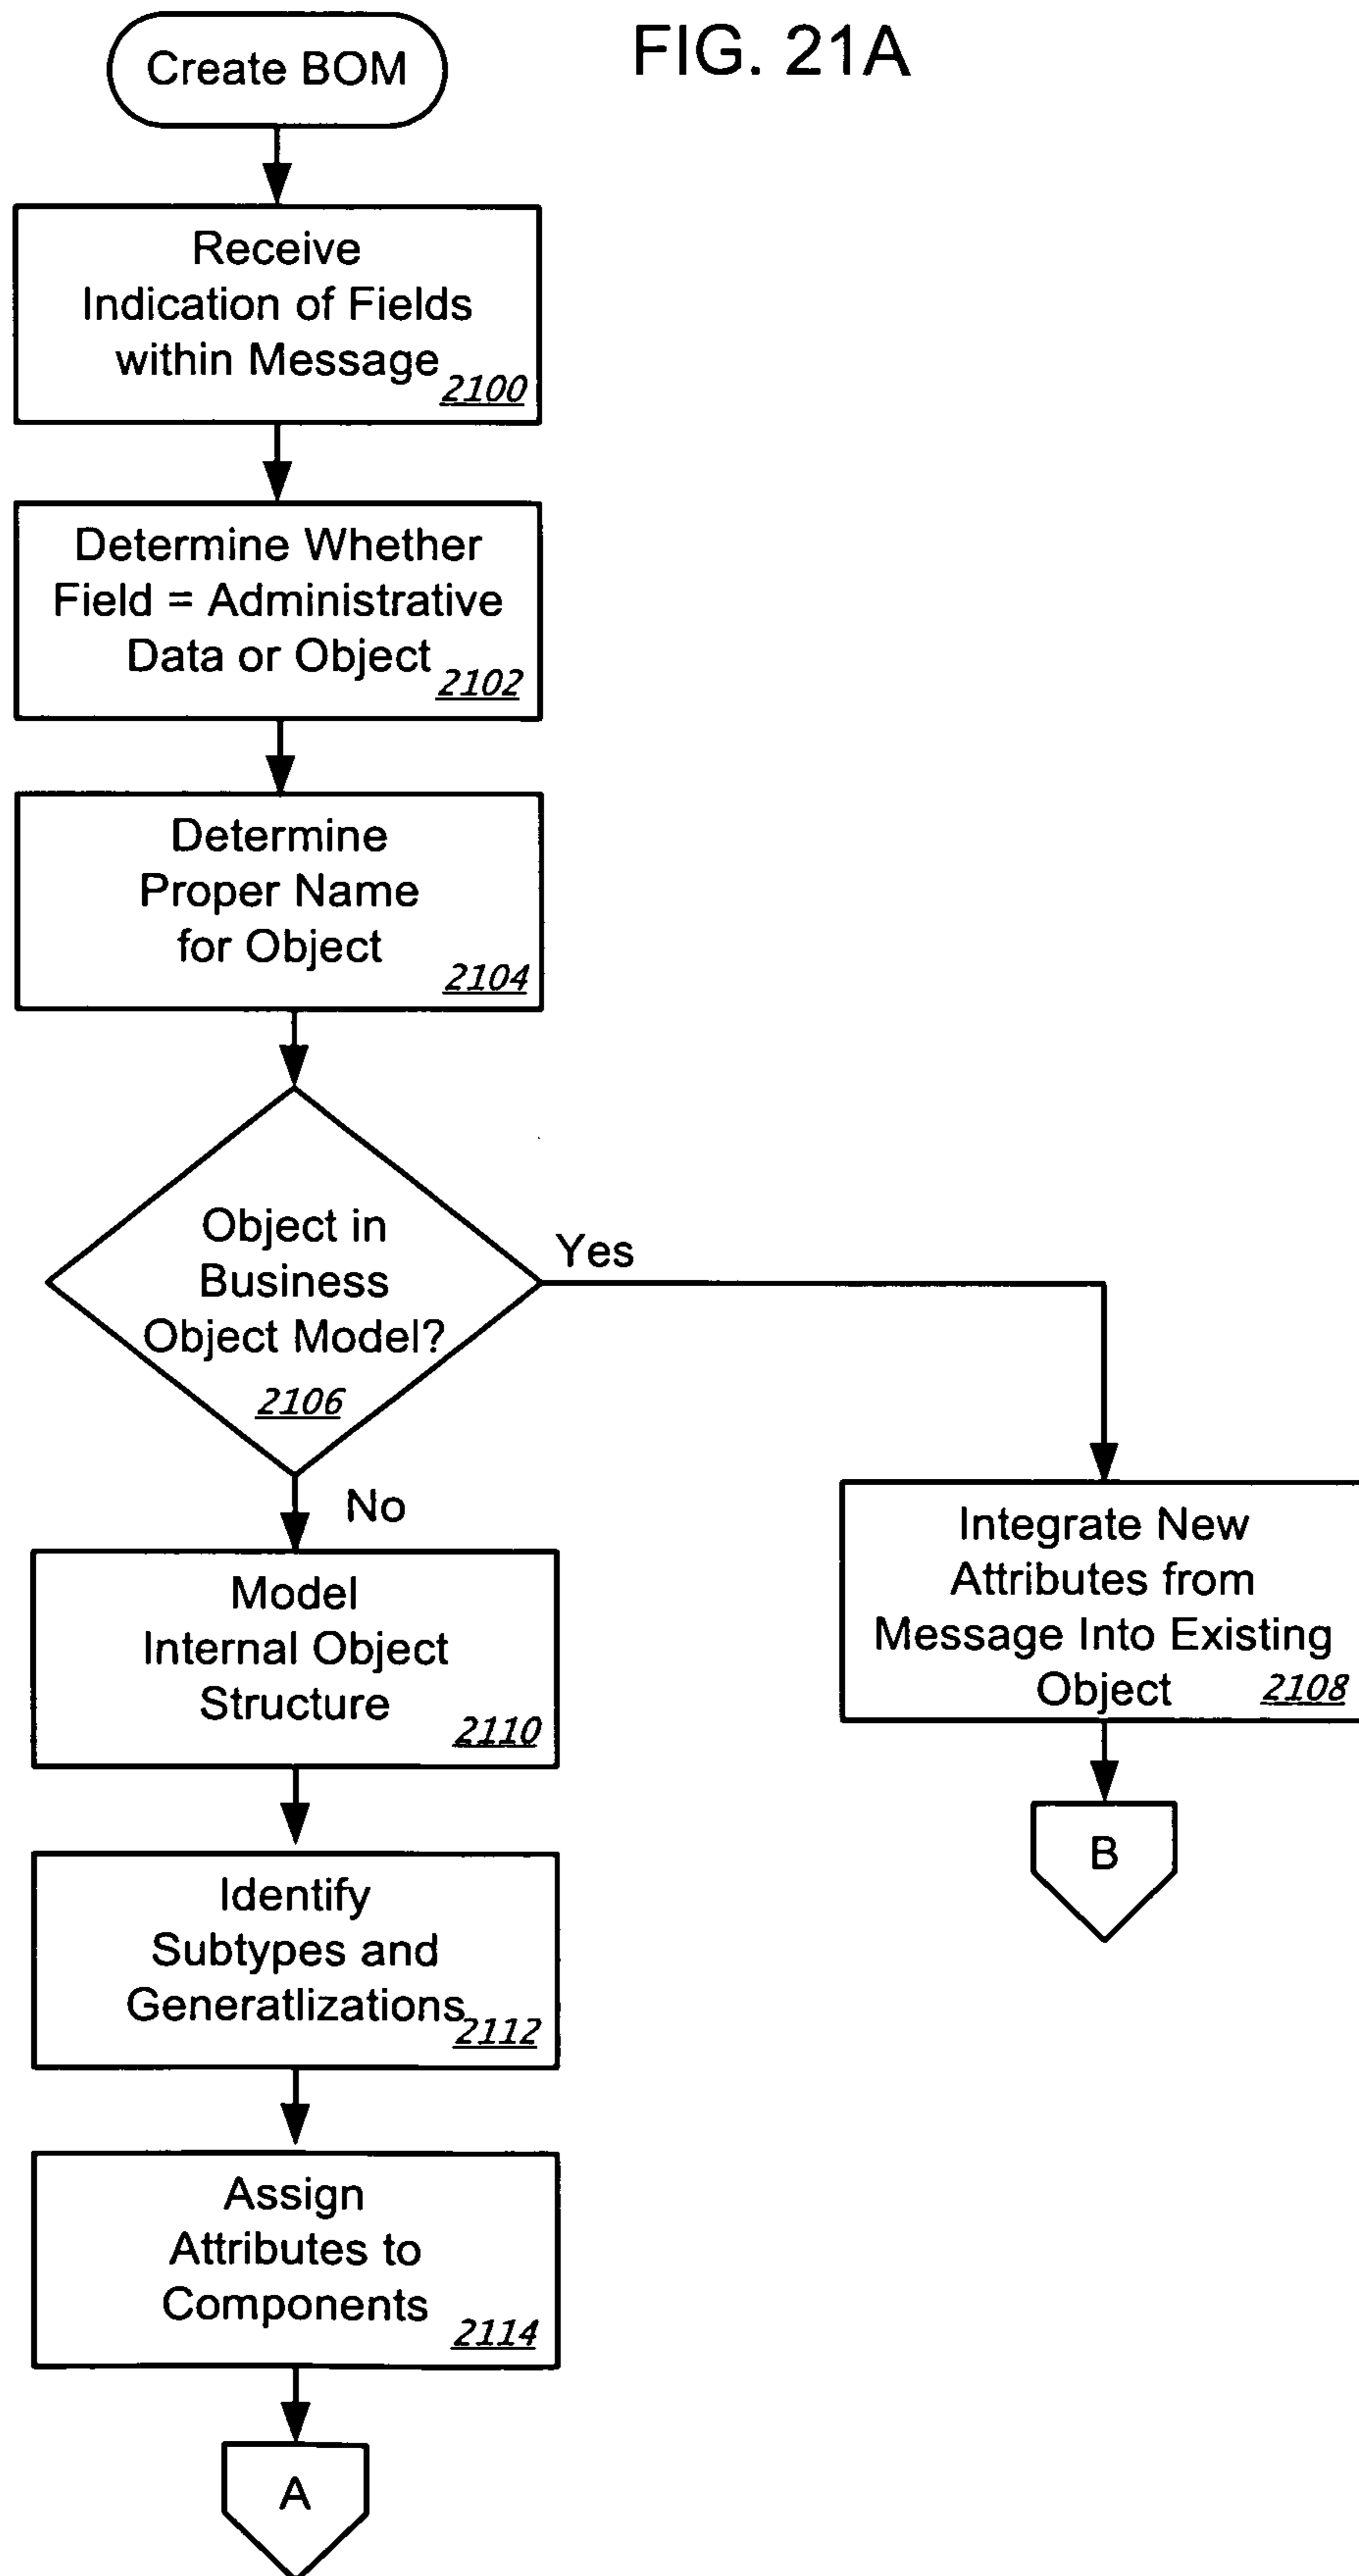 FIG. 21A
Create BOM
Receive
Indication of Fields
within Message
2100
Determine Whether
Field = Administrative
Data or Object
2102
Determine
Proper Name
for Object
2104
Object in
Business
Object Model?
2106
Yes
No
Integrate New
Attributes from
Message Into Existing
Object 2108
B
Model
Internal Object
Structure
2110
Identify
Subtypes and
Generatlizations
2112
Assign
Attributes to
Components
2114
A